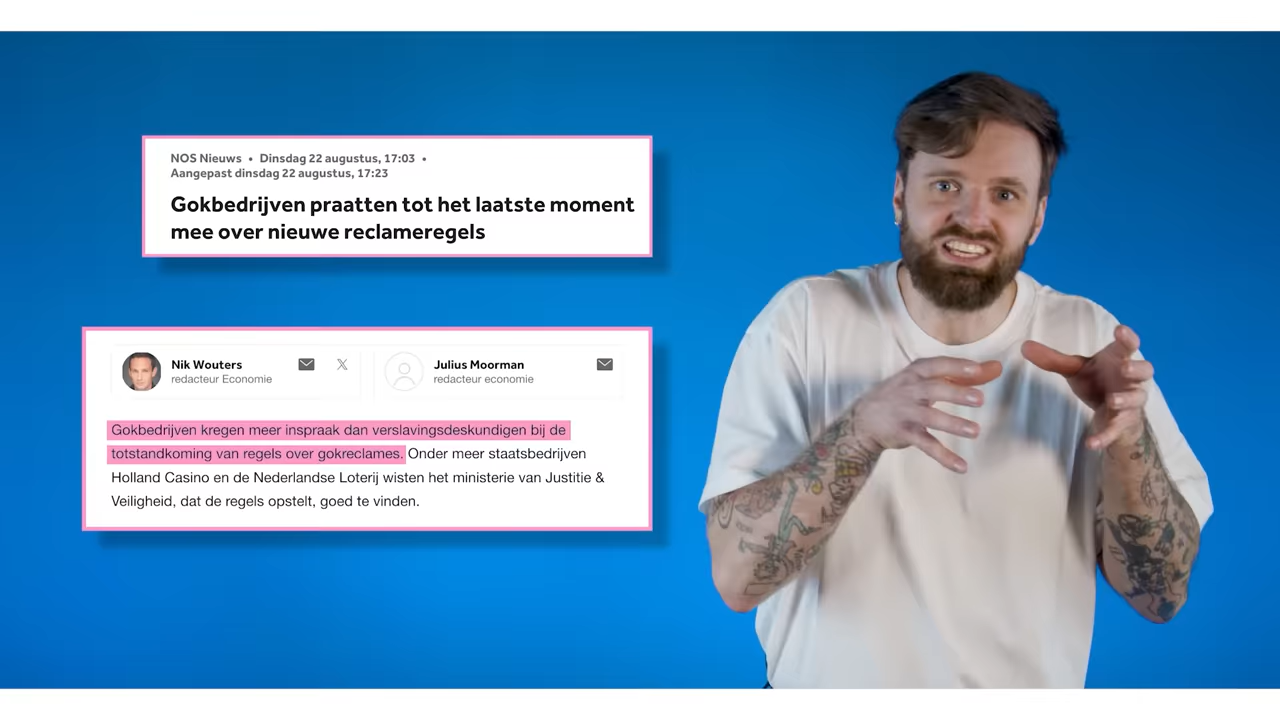 NOS Nieuws • Dinsdag 22 augustus, 17:03 •
Aangepast dinsdag 22 augustus, 17:23
Gokbedrijven praatten tot het laatste moment
mee over nieuwe reclameregels
Nik Wouters
redacteur Economie
Julius Moorman
redacteur economie
Gokbedrijven kregen meer inspraak dan verslavingsdeskundigen bij de
totstandkoming van regels over gokreclames. Onder meer staatsbedrijven
Holland Casino en de Nederlandse Loterij wisten het ministerie van Justitie &
Veiligheid, dat de regels opstelt, goed te vinden.